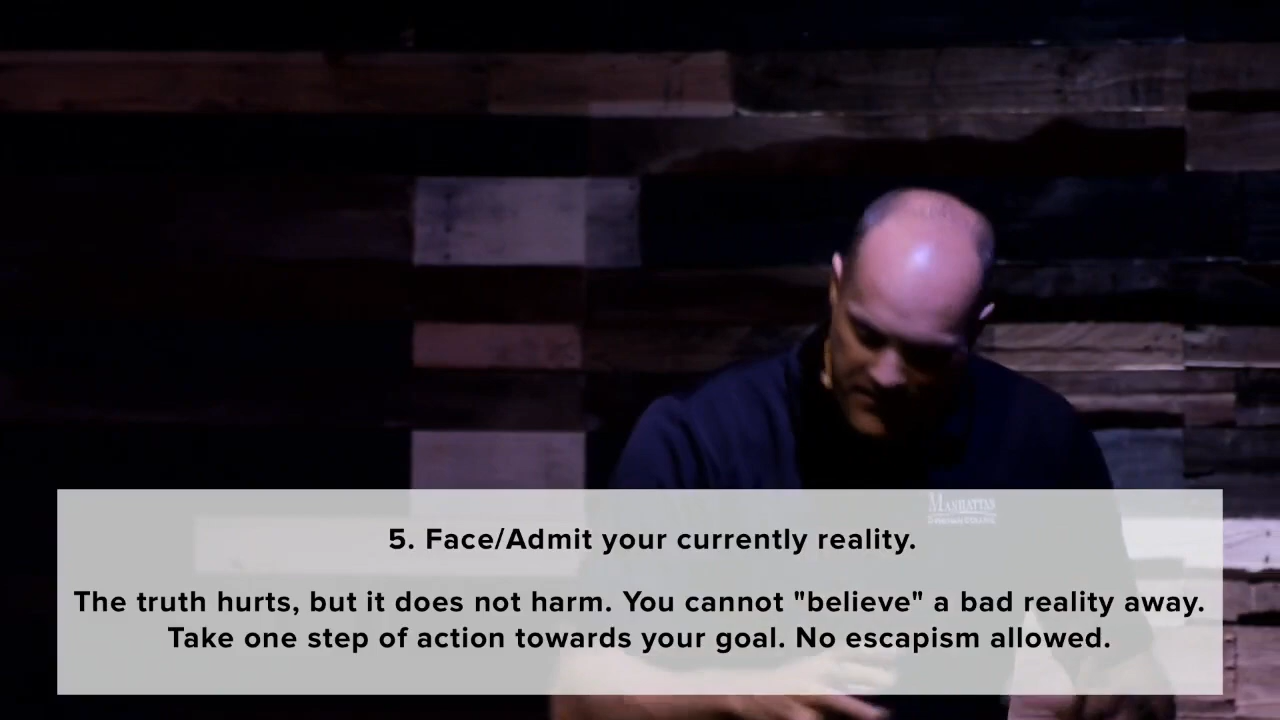 MANHATTAN
5. Face/Admit your currently reality.
The truth hurts, but it does not harm. You cannot "believe" a bad reality away.
Take one step of action towards your goal. No escapism allowed.